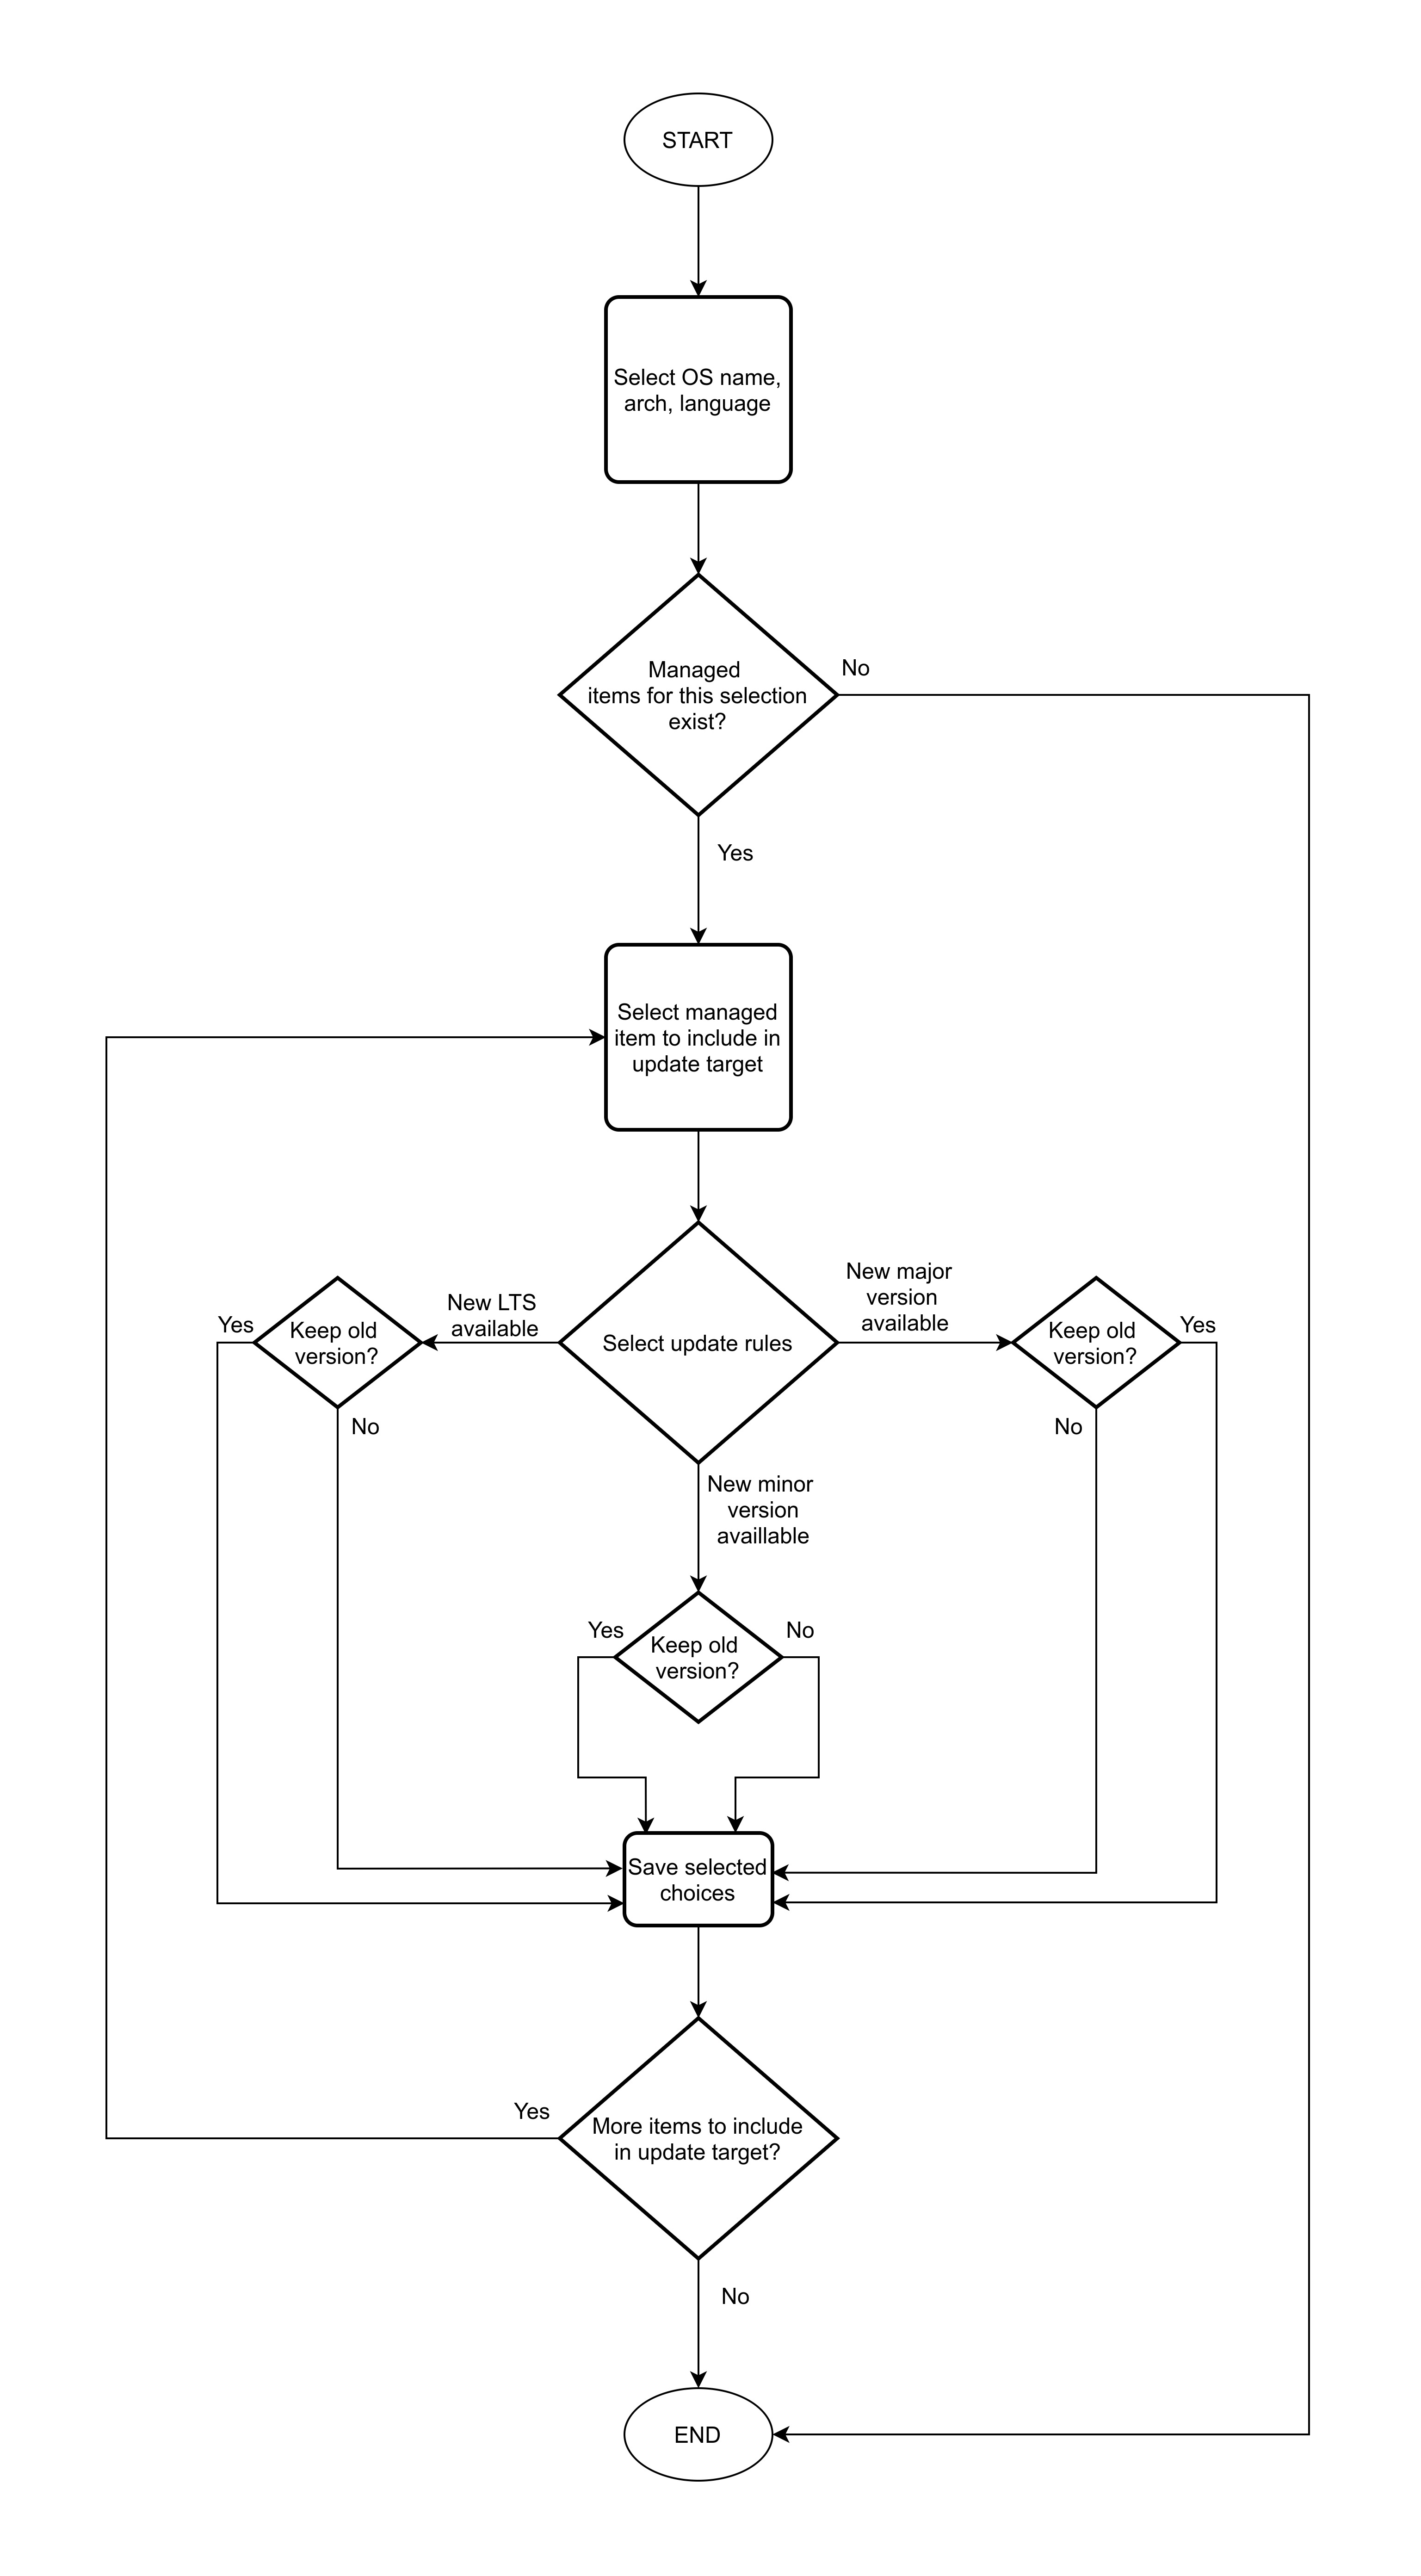 START
Select OS name,
arch, language
Managed
items for this selection
exist?
No
Yes
Select managed
item to include in
update target
Select update rules
New LTS
available
Keep old
version?
Yes
No
New major
version
available
Keep old
version?
Yes
No
New minor
version
availlable
Keep old
version?
Yes
No
Save selected
choices
More items to include
in update target?
Yes
No
END